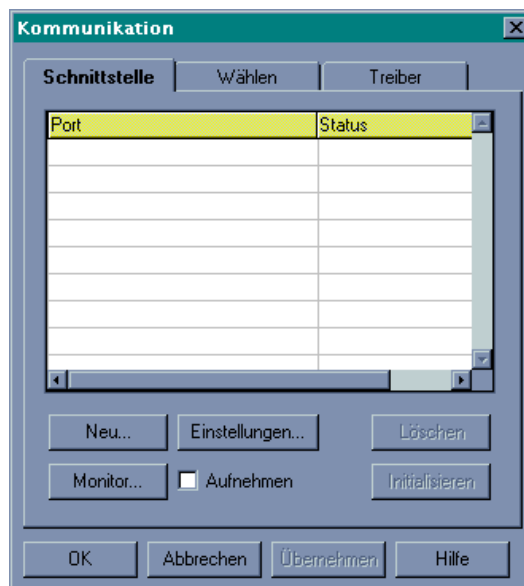 Kommunikation
Schnittstelle Wählen Treiber
Port Status
Neu... Einstellungen... Löschen
Monitor... Aufnehmen Initialisieren
OK Abbrechen Übernehmen Hilfe